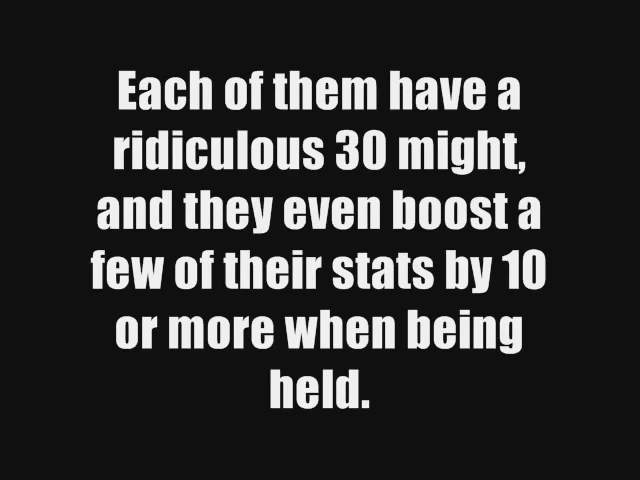 Each of them have a
ridiculous 30 might,
and they even boost a
few of their stats by 10
or more when being
held.